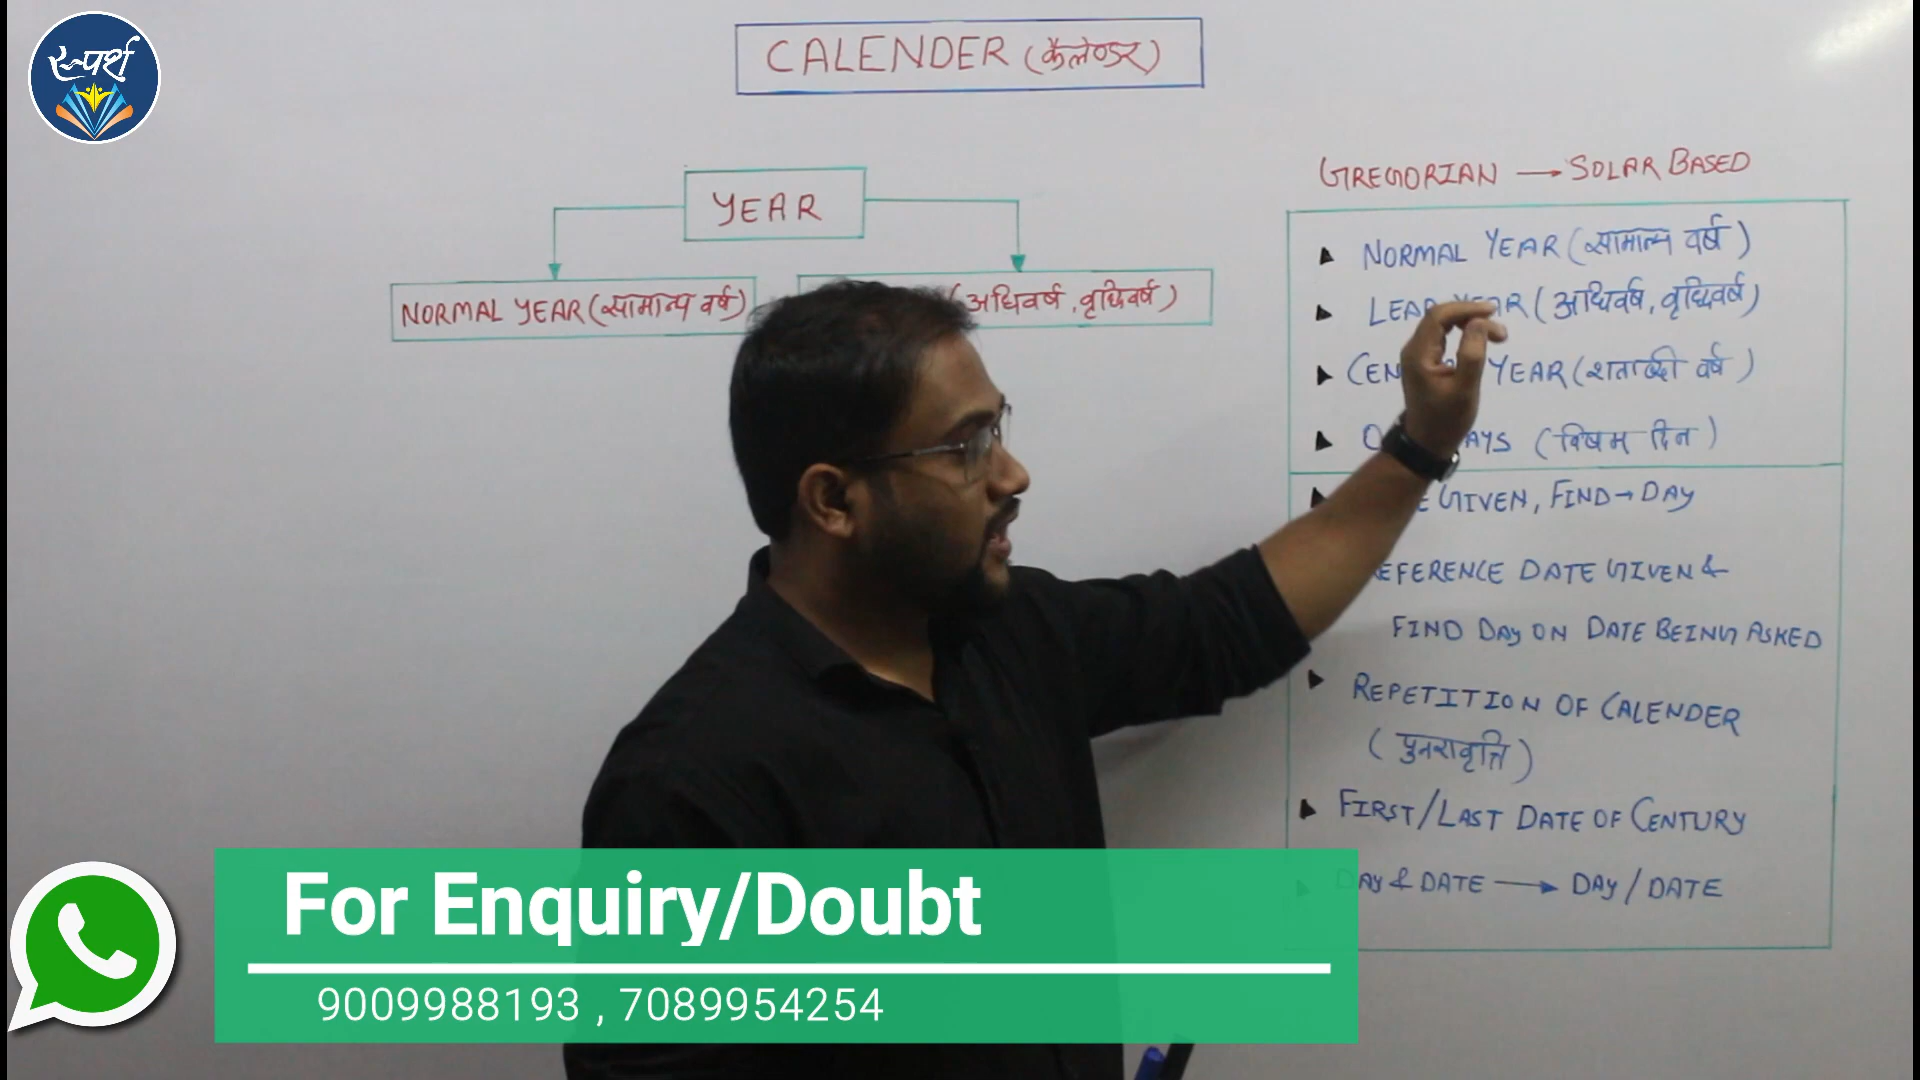 स्पर्श
CALENDER (कैलेण्डर)
YEAR
NORMAL YEAR (सामान्य वर्ष)
(अधिवर्ष, वृध्दिवर्ष)
GREGORIAN → SOLAR BASED
NORMAL YEAR (सामान्य वर्ष)
LEAP YEAR (अधिवर्ष, वृध्दिवर्ष)
YEAR (शताब्दी वर्ष)
(विषम दिन)
GIVEN, FIND → DAY
DATE GIVEN &
FIND DAY ON DATE BEING ASKED
REPETITION OF CALENDER
(पुनरावृत्ति)
FIRST/LAST DATE OF CENTURY
DAY & DATE → DAY / DATE
For Enquiry/Doubt
9009988193 , 7089954254